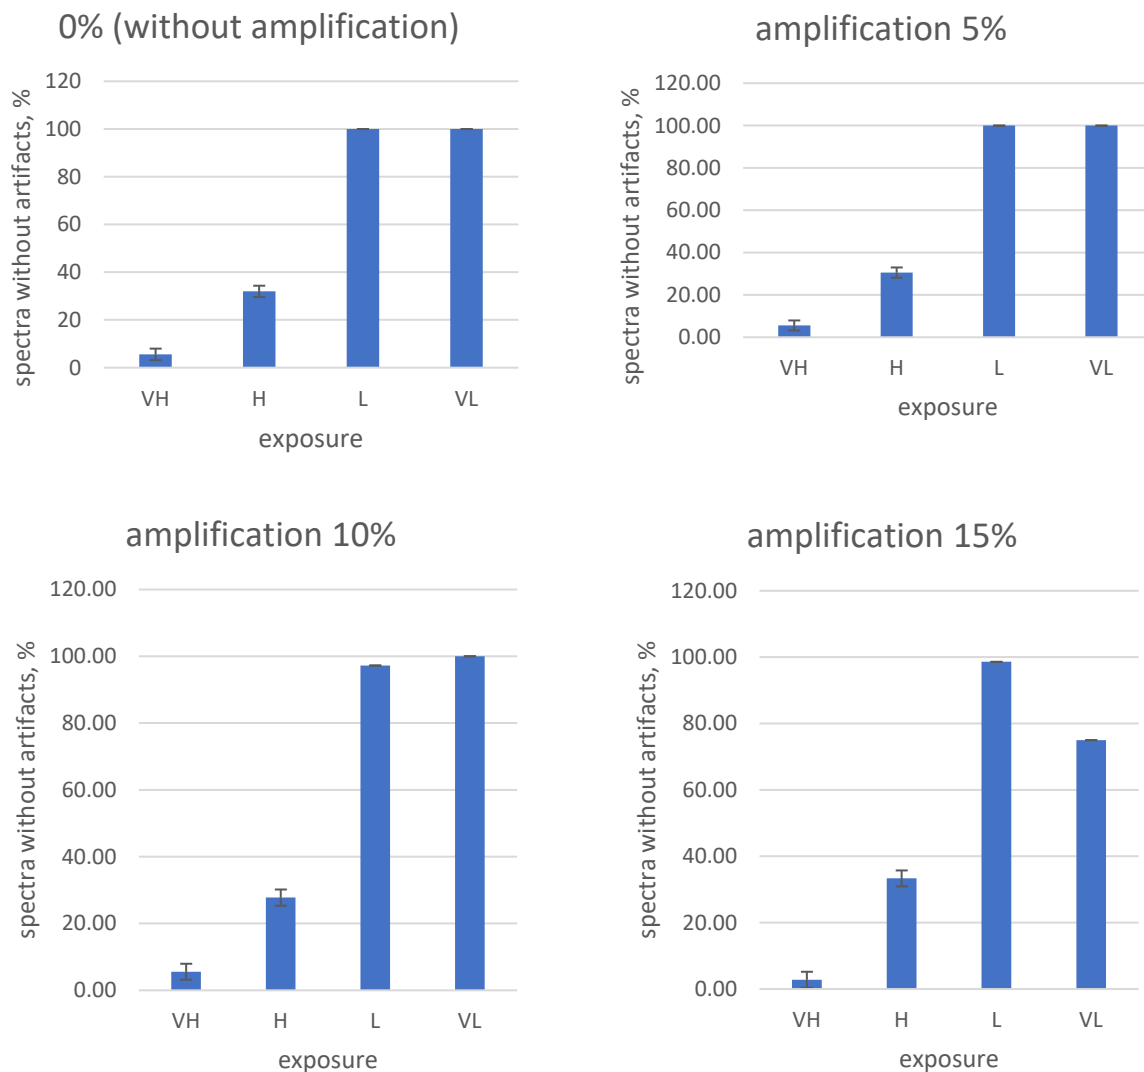 0% (without amplification)
spectra without artifacts, %
120
100
80
60
40
20
0
VH H L VL
exposure
amplification 5%
spectra without artifacts, %
120.00
100.00
80.00
60.00
40.00
20.00
0.00
VH H L VL
exposure
amplification 10%
spectra without artifacts, %
120.00
100.00
80.00
60.00
40.00
20.00
0.00
VH H L VL
exposure
amplification 15%
spectra without artifacts, %
120.00
100.00
80.00
60.00
40.00
20.00
0.00
VH H L VL
exposure